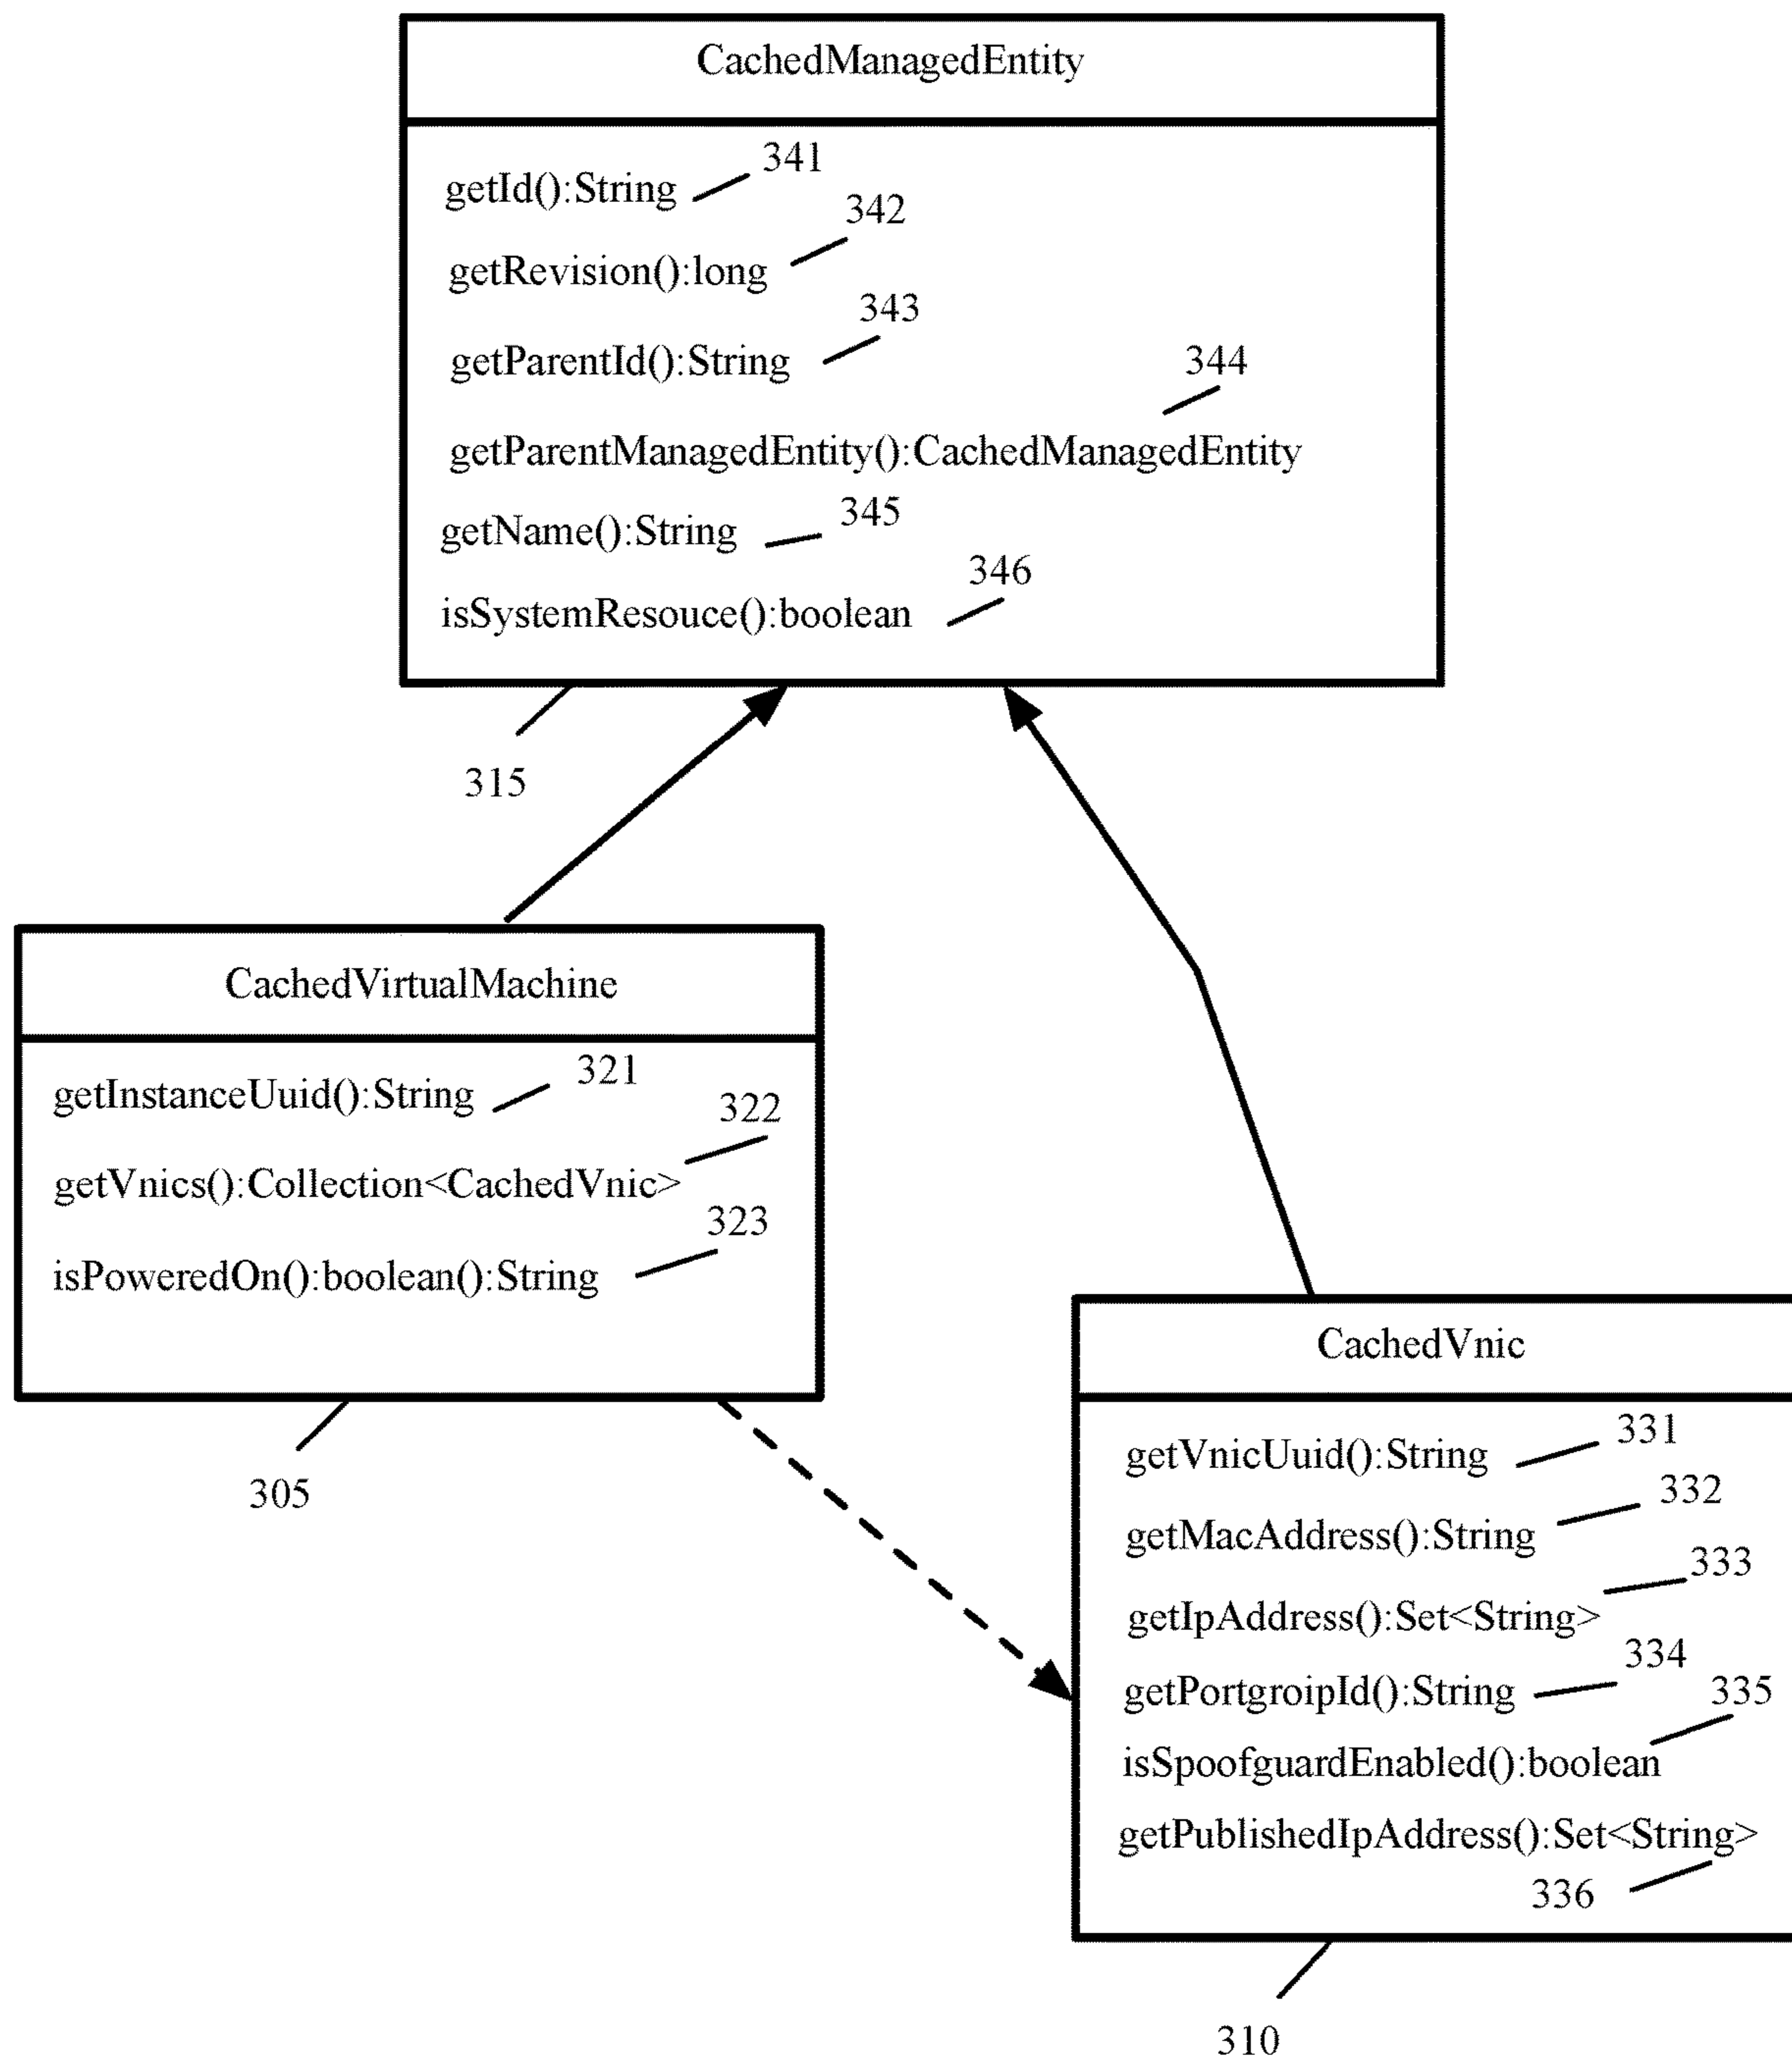 CachedManagedEntity
341
getId():String
342
getRevision():long
343
getParentId():String
344
getParentManagedEntity():CachedManagedEntity
345
getName():String
346
isSystemResouce():boolean
315
CachedVirtualMachine
321
getInstanceUuid():String
322
getVnics():Collection<CachedVnic>
323
isPoweredOn():boolean():String
305
CachedVnic
331
getVnicUuid():String
332
getMacAddress():String
333
getIpAddress():Set<String>
334
getPortgroipId():String
335
isSpoofguardEnabled():boolean
getPublishedIpAddress():Set<String>
336
310